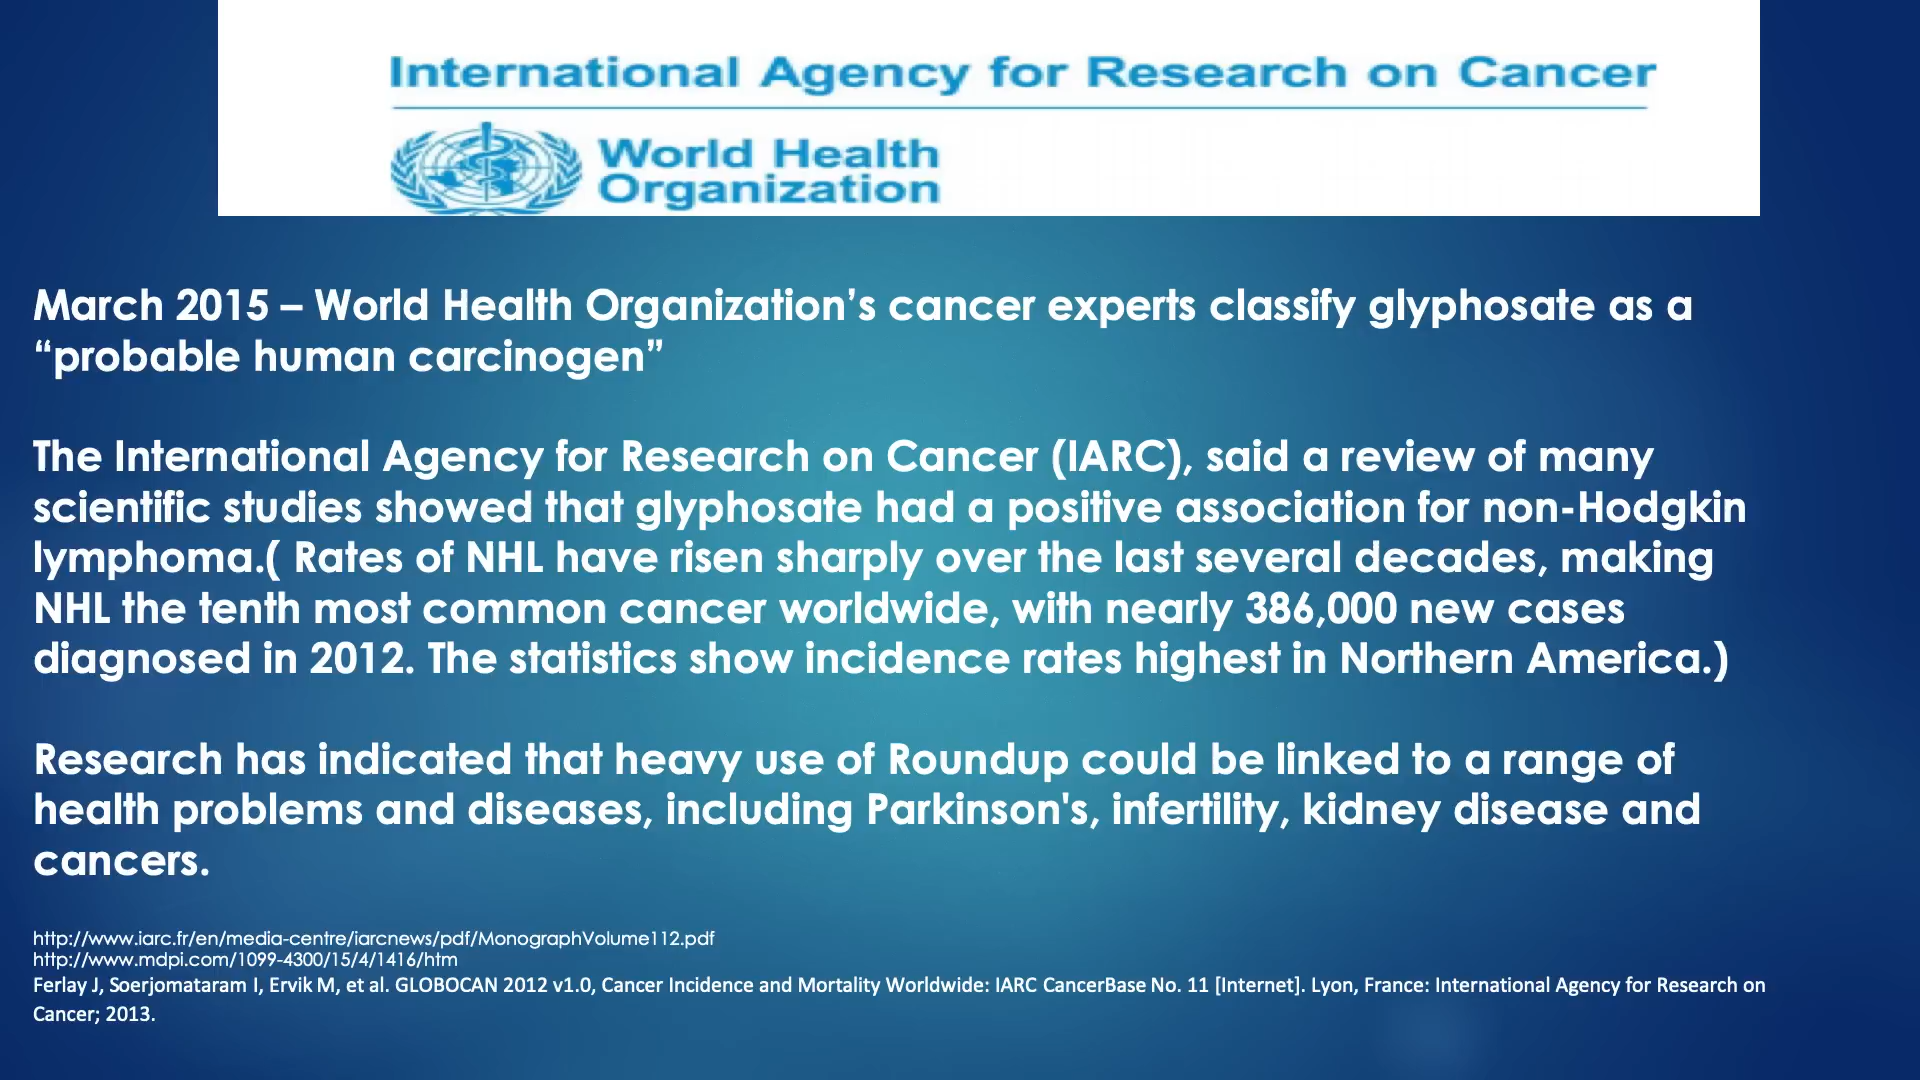 International Agency for Research on Cancer
World Health
Organization
March 2015 – World Health Organization’s cancer experts classify glyphosate as a
“probable human carcinogen”
The International Agency for Research on Cancer (IARC), said a review of many
scientific studies showed that glyphosate had a positive association for non-Hodgkin
lymphoma.( Rates of NHL have risen sharply over the last several decades, making
NHL the tenth most common cancer worldwide, with nearly 386,000 new cases
diagnosed in 2012. The statistics show incidence rates highest in Northern America.)
Research has indicated that heavy use of Roundup could be linked to a range of
health problems and diseases, including Parkinson's, infertility, kidney disease and
cancers.
http://www.iarc.fr/en/media-centre/iarcnews/pdf/MonographVolume112.pdf
http://www.mdpi.com/1099-4300/15/4/1416/htm
Ferlay J, Soerjomataram I, Ervik M, et al. GLOBOCAN 2012 v1.0, Cancer Incidence and Mortality Worldwide: IARC CancerBase No. 11 [Internet]. Lyon, France: International Agency for Research on
Cancer; 2013.